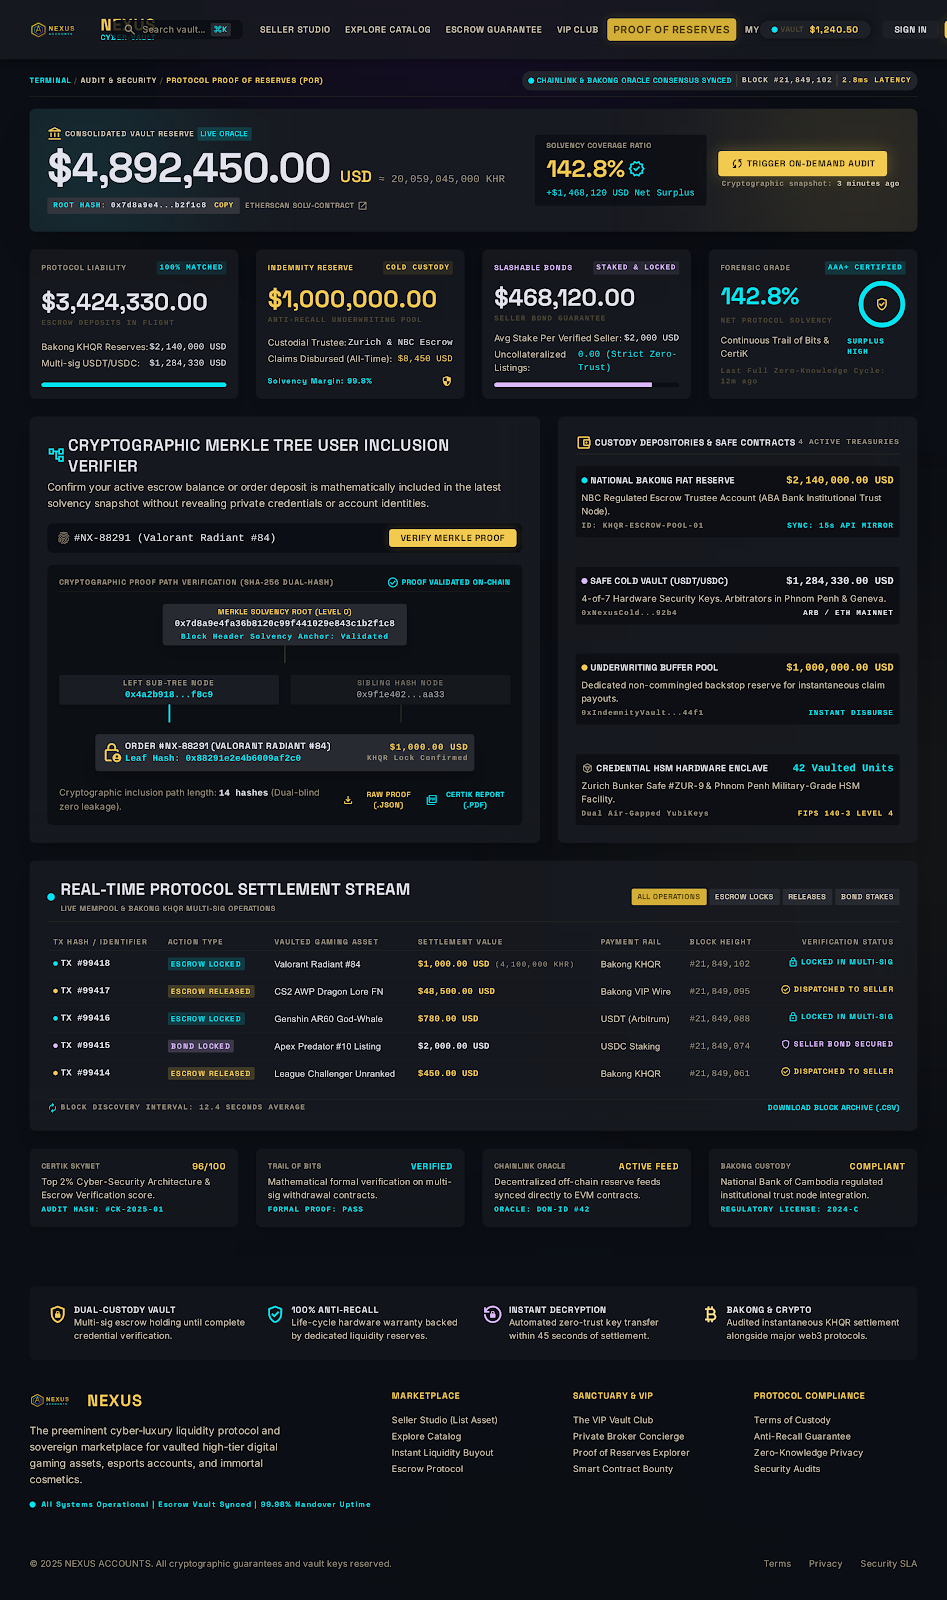 NEXUS
ACCOUNTS
NEXUS
CYBER VAULT
Search vault...
⌘K
SELLER STUDIO
EXPLORE CATALOG
ESCROW GUARANTEE
VIP CLUB
PROOF OF RESERVES
MY
VAULT
$1,240.50
SIGN IN
TERMINAL / AUDIT & SECURITY / PROTOCOL PROOF OF RESERVES (POR)
CHAINLINK & BAKONG ORACLE CONSENSUS SYNCED | BLOCK #21,849,102 | 2.8ms LATENCY
CONSOLIDATED VAULT RESERVE
LIVE ORACLE
$4,892,450.00 USD ≈ 20,059,045,000 KHR
ROOT HASH: 0x7d8a9e4...b2f1c8 COPY
ETHERSCAN SOLV-CONTRACT
SOLVENCY COVERAGE RATIO
142.8%
+$1,468,120 USD Net Surplus
TRIGGER ON-DEMAND AUDIT
Cryptographic snapshot: 3 minutes ago
PROTOCOL LIABILITY
100% MATCHED
$3,424,330.00
ESCROW DEPOSITS IN FLIGHT
Bakong KHQR Reserves: $2,140,000 USD
Multi-sig USDT/USDC: $1,284,330 USD
INDEMNITY RESERVE
COLD CUSTODY
$1,000,000.00
ANTI-RECALL UNDERWRITING POOL
Custodial Trustee: Zurich & NBC Escrow
Claims Disbursed (All-Time): $8,450 USD
Solvency Margin: 99.8%
SLASHABLE BONDS
STAKED & LOCKED
$468,120.00
SELLER BOND GUARANTEE
Avg Stake Per Verified Seller: $2,000 USD
Uncollateralized Listings: 0.00 (Strict Zero-Trust)
FORENSIC GRADE
AAA+ CERTIFIED
142.8%
NET PROTOCOL SOLVENCY
Continuous Trail of Bits & CertiK
SURPLUS HIGH
Last Full Zero-Knowledge Cycle: 12m ago
CRYPTOGRAPHIC MERKLE TREE USER INCLUSION
VERIFIER
Confirm your active escrow balance or order deposit is mathematically included in the latest
solvency snapshot without revealing private credentials or account identities.
#NX-88291 (Valorant Radiant #84)
VERIFY MERKLE PROOF
CRYPTOGRAPHIC PROOF PATH VERIFICATION (SHA-256 DUAL-HASH)
PROOF VALIDATED ON-CHAIN
MERKLE SOLVENCY ROOT (LEVEL 0)
0x7d8a9e4fa36b8120c99f441029e843c1b2f1c8
Block Header Solvency Anchor: Validated
LEFT SUB-TREE NODE
0x4a2b918...f8c9
SIBLING HASH NODE
0x9f1e402...aa33
ORDER #NX-88291 (VALORANT RADIANT #84)
Leaf Hash: 0x88291e2e4b6009af2c0
$1,000.00 USD
KHQR Lock Confirmed
Cryptographic inclusion path length: 14 hashes (Dual-blind
zero leakage).
RAW PROOF
(.JSON)
CERTIK REPORT
(.PDF)
CUSTODY DEPOSITORIES & SAFE CONTRACTS
4 ACTIVE TREASURIES
NATIONAL BAKONG FIAT RESERVE
$2,140,000.00 USD
NBC Regulated Escrow Trustee Account (ABA Bank Institutional Trust
Node).
ID: KHQR-ESCROW-POOL-01
SYNC: 15s API MIRROR
SAFE COLD VAULT (USDT/USDC)
$1,284,330.00 USD
4-of-7 Hardware Security Keys. Arbitrators in Phnom Penh & Geneva.
0xNexusCold...92b4
ARB / ETH MAINNET
UNDERWRITING BUFFER POOL
$1,000,000.00 USD
Dedicated non-commingled backstop reserve for instantaneous claim
payouts.
0xIndemnityVault...44f1
INSTANT DISBURSE
CREDENTIAL HSM HARDWARE ENCLAVE
42 Vaulted Units
Zurich Bunker Safe #ZUR-9 & Phnom Penh Military-Grade HSM
Facility.
Dual Air-Gapped YubiKeys
FIPS 140-3 LEVEL 4
REAL-TIME PROTOCOL SETTLEMENT STREAM
LIVE MEMPOOL & BAKONG KHQR MULTI-SIG OPERATIONS
ALL OPERATIONS
ESCROW LOCKS
RELEASES
BOND STAKES
TX HASH / IDENTIFIER ACTION TYPE VAULTED GAMING ASSET SETTLEMENT VALUE PAYMENT RAIL BLOCK HEIGHT VERIFICATION STATUS
TX #99418 ESCROW LOCKED Valorant Radiant #84 $1,000.00 USD (4,100,000 KHR) Bakong KHQR #21,849,102 LOCKED IN MULTI-SIG
TX #99417 ESCROW RELEASED CS2 AWP Dragon Lore FN $48,500.00 USD Bakong VIP Wire #21,849,095 DISPATCHED TO SELLER
TX #99416 ESCROW LOCKED Genshin AR60 God-Whale $780.00 USD USDT (Arbitrum) #21,849,088 LOCKED IN MULTI-SIG
TX #99415 BOND LOCKED Apex Predator #10 Listing $2,000.00 USD USDC Staking #21,849,074 SELLER BOND SECURED
TX #99414 ESCROW RELEASED League Challenger Unranked $450.00 USD Bakong KHQR #21,849,061 DISPATCHED TO SELLER
BLOCK DISCOVERY INTERVAL: 12.4 SECONDS AVERAGE
DOWNLOAD BLOCK ARCHIVE (.CSV)
CERTIK SKYNET
96/100
Top 2% Cyber-Security Architecture &
Escrow Verification score.
AUDIT HASH: #CK-2025-01
TRAIL OF BITS
VERIFIED
Mathematical formal verification on multi-
sig withdrawal contracts.
FORMAL PROOF: PASS
CHAINLINK ORACLE
ACTIVE FEED
Decentralized off-chain reserve feeds
synced directly to EVM contracts.
ORACLE: DON-ID #42
BAKONG CUSTODY
COMPLIANT
National Bank of Cambodia regulated
institutional trust node integration.
REGULATORY LICENSE: 2024-C
DUAL-CUSTODY VAULT
Multi-sig escrow holding until complete
credential verification.
100% ANTI-RECALL
Life-cycle hardware warranty backed
by dedicated liquidity reserves.
INSTANT DECRYPTION
Automated zero-trust key transfer
within 45 seconds of settlement.
BAKONG & CRYPTO
Audited instantaneous KHQR settlement
alongside major web3 protocols.
NEXUS
ACCOUNTS
NEXUS
The preeminent cyber-luxury liquidity protocol and
sovereign marketplace for vaulted high-tier digital
gaming assets, esports accounts, and immortal
cosmetics.
All Systems Operational | Escrow Vault Synced | 99.98% Handover Uptime
MARKETPLACE
Seller Studio (List Asset)
Explore Catalog
Instant Liquidity Buyout
Escrow Protocol
SANCTUARY & VIP
The VIP Vault Club
Private Broker Concierge
Proof of Reserves Explorer
Smart Contract Bounty
PROTOCOL COMPLIANCE
Terms of Custody
Anti-Recall Guarantee
Zero-Knowledge Privacy
Security Audits
© 2025 NEXUS ACCOUNTS. All cryptographic guarantees and vault keys reserved.
Terms
Privacy
Security SLA